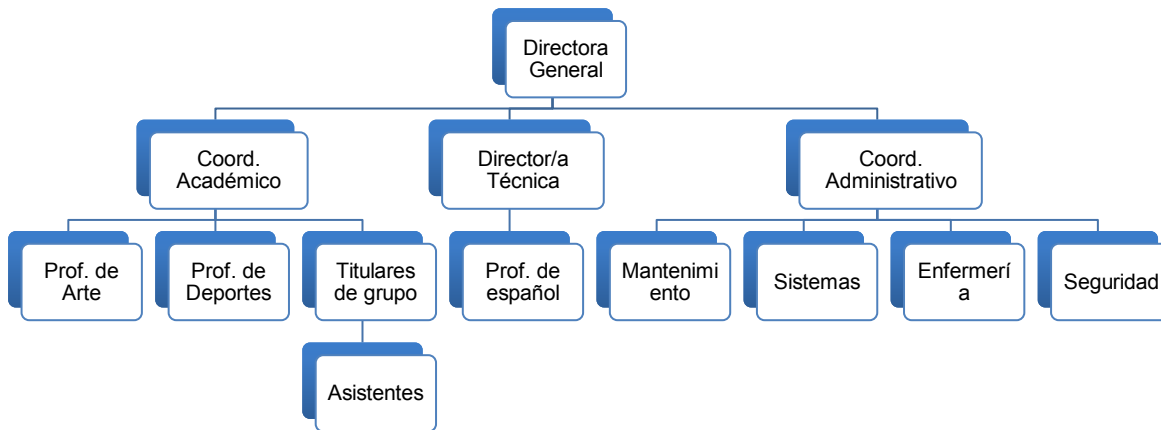 Directora
General
Coord.
Académico
Director/a
Técnica
Coord.
Administrativo
Prof. de
Arte
Prof. de
Deportes
Titulares
de grupo
Prof. de
español
Mantenimi
ento
Sistemas
Enfermerí
a
Seguridad
Asistentes